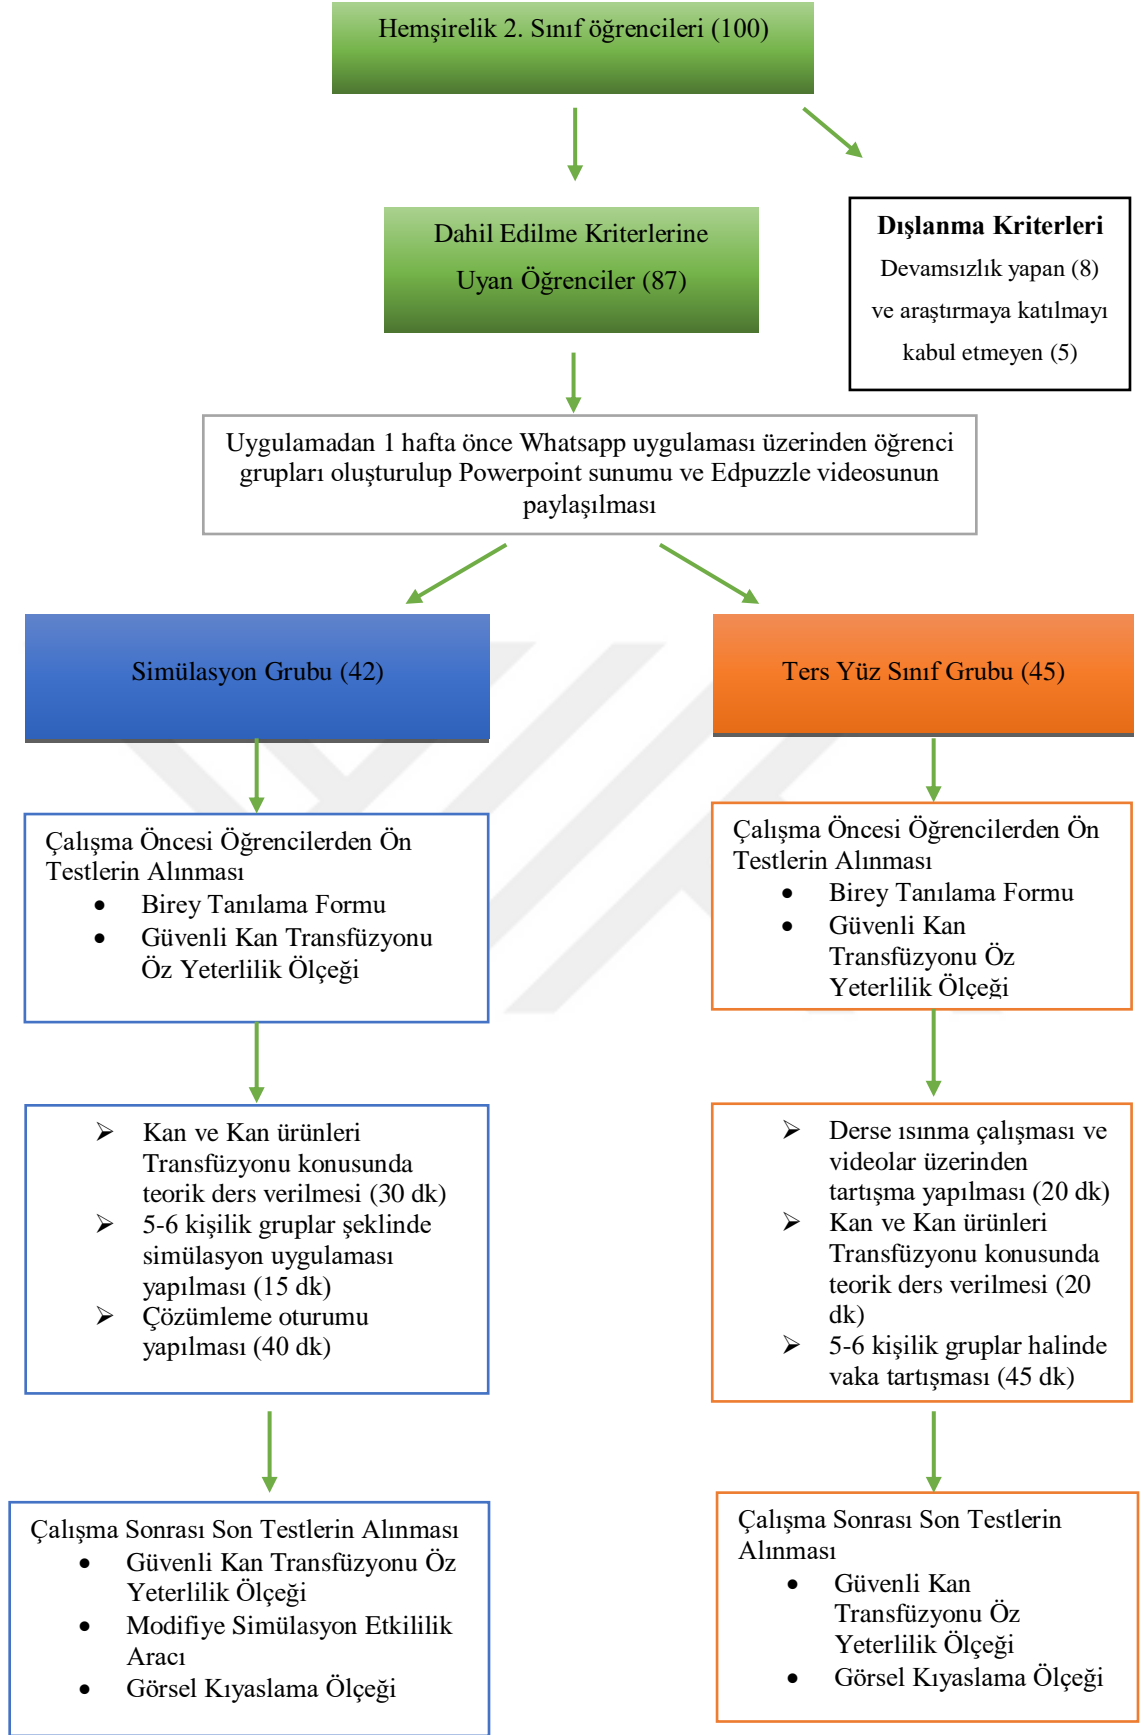 Hemşirelik 2. Sınıf öğrencileri (100)
Dahil Edilme Kriterlerine
Uyan Öğrenciler (87)
Dışlanma Kriterleri
Devamsızlık yapan (8)
ve araştırmaya katılmayı
kabul etmeyen (5)
Uygulamadan 1 hafta önce Whatsapp uygulaması üzerinden öğrenci
grupları oluşturulup Powerpoint sunumu ve Edpuzzle videosunun
paylaşılması
Simülasyon Grubu (42)
Ters Yüz Sınıf Grubu (45)
Çalışma Öncesi Öğrencilerden Ön
Testlerin Alınması
• Birey Tanılama Formu
• Güvenli Kan Transfüzyonu
Öz Yeterlilik Ölçeği
Çalışma Öncesi Öğrencilerden Ön
Testlerin Alınması
• Birey Tanılama Formu
• Güvenli Kan
Transfüzyonu Öz
Yeterlilik Ölçeği
➢ Kan ve Kan ürünleri
Transfüzyonu konusunda
teorik ders verilmesi (30 dk)
➢ 5-6 kişilik gruplar şeklinde
simülasyon uygulaması
yapılması (15 dk)
➢ Çözümleme oturumu
yapılması (40 dk)
➢ Derse ısınma çalışması ve
videolar üzerinden
tartışma yapılması (20 dk)
➢ Kan ve Kan ürünleri
Transfüzyonu konusunda
teorik ders verilmesi (20
dk)
➢ 5-6 kişilik gruplar halinde
vaka tartışması (45 dk)
Çalışma Sonrası Son Testlerin Alınması
• Güvenli Kan Transfüzyonu Öz
Yeterlilik Ölçeği
• Modifiye Simülasyon Etkililik
Aracı
• Görsel Kıyaslama Ölçeği
Çalışma Sonrası Son Testlerin
Alınması
• Güvenli Kan
Transfüzyonu Öz
Yeterlilik Ölçeği
• Görsel Kıyaslama Ölçeği